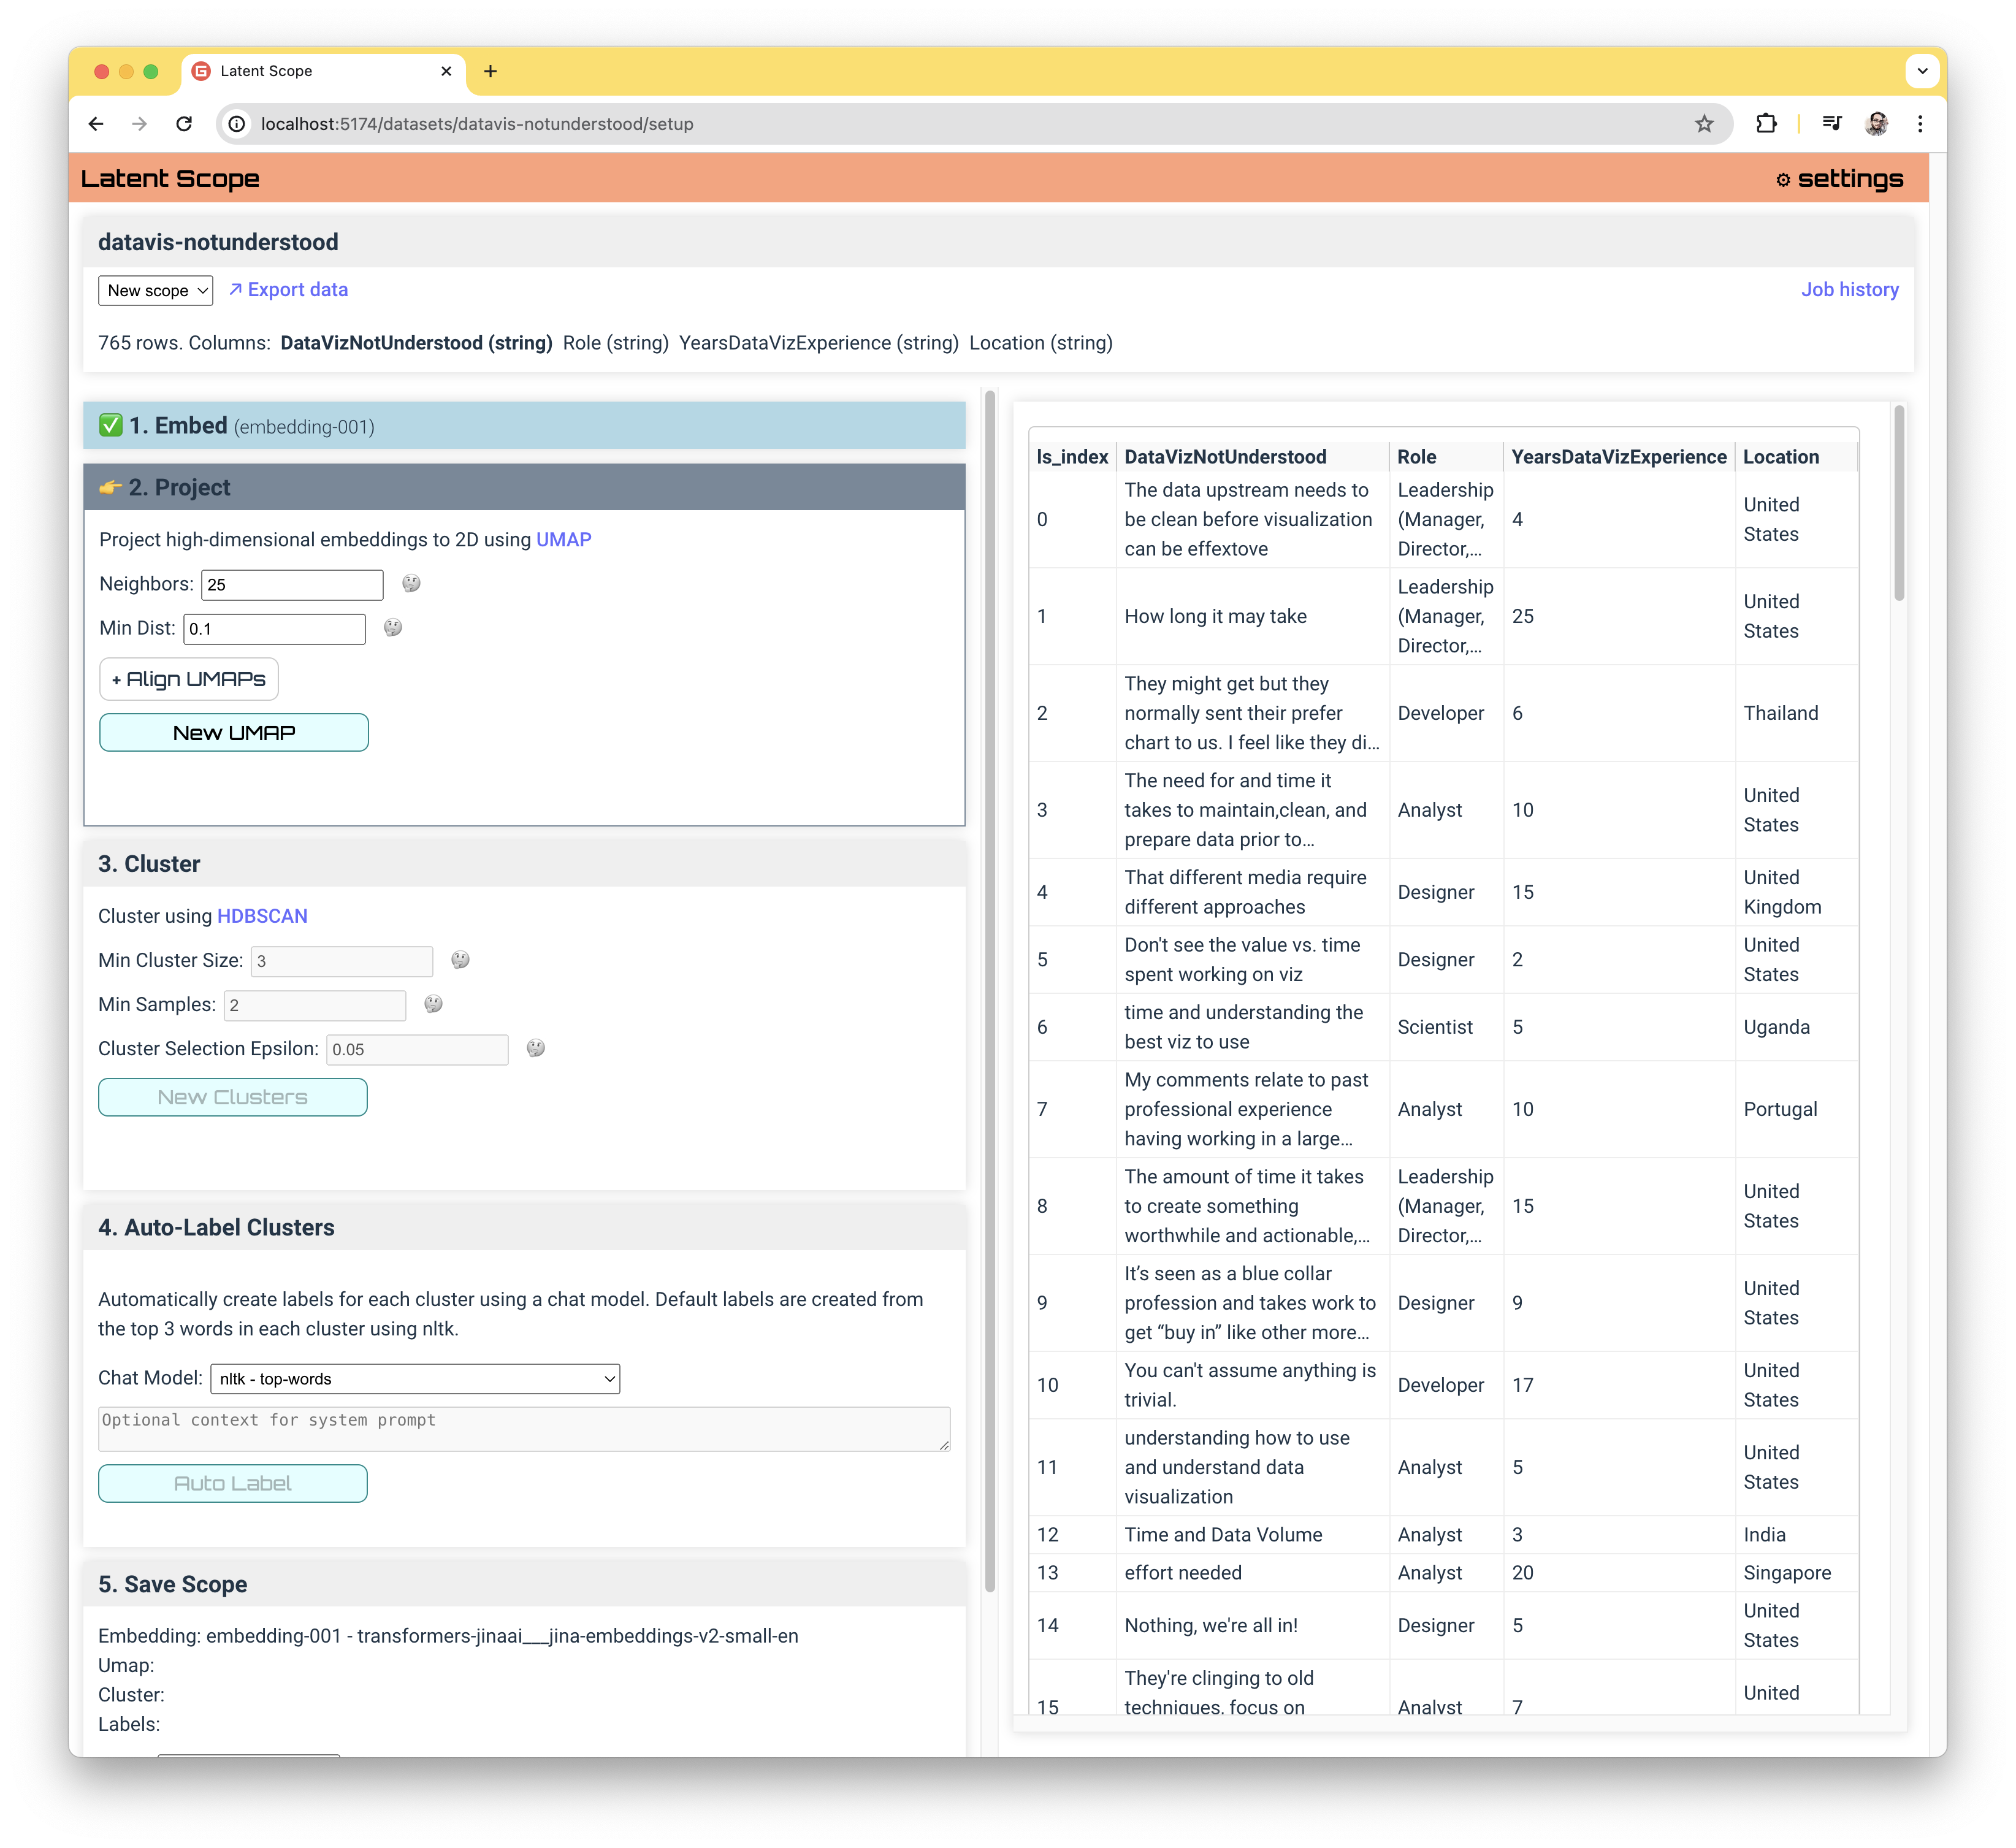 Latent Scope
localhost:5174/datasets/datavis-notunderstood/setup
Latent Scope
settings
datavis-notunderstood
New scope
Export data
Job history
765 rows. Columns: DataVizNotUnderstood (string) Role (string) YearsDataVizExperience (string) Location (string)
1. Embed (embedding-001)
2. Project
Project high-dimensional embeddings to 2D using UMAP
Neighbors: 25
Min Dist: 0.1
+ Align UMAPs
New UMAP
3. Cluster
Cluster using HDBSCAN
Min Cluster Size: 3
Min Samples: 2
Cluster Selection Epsilon: 0.05
New Clusters
4. Auto-Label Clusters
Automatically create labels for each cluster using a chat model. Default labels are created from
the top 3 words in each cluster using nltk.
Chat Model: nltk - top-words
Optional context for system prompt
Auto Label
5. Save Scope
Embedding: embedding-001 - transformers-jinaai___jina-embeddings-v2-small-en
Umap:
Cluster:
Labels:
ls_index DataVizNotUnderstood Role YearsDataVizExperience Location
0
The data upstream needs to
be clean before visualization
can be effextove
Leadership
(Manager,
Director,...
4
United
States
1
How long it may take
Leadership
(Manager,
Director,...
25
United
States
2
They might get but they
normally sent their prefer
chart to us. I feel like they di...
Developer
6
Thailand
3
The need for and time it
takes to maintain,clean, and
prepare data prior to...
Analyst
10
United
States
4
That different media require
different approaches
Designer
15
United
Kingdom
5
Don't see the value vs. time
spent working on viz
Designer
2
United
States
6
time and understanding the
best viz to use
Scientist
5
Uganda
7
My comments relate to past
professional experience
having working in a large...
Analyst
10
Portugal
8
The amount of time it takes
to create something
worthwhile and actionable,...
Leadership
(Manager,
Director,...
15
United
States
9
It’s seen as a blue collar
profession and takes work to
get “buy in” like other more...
Designer
9
United
States
10
You can't assume anything is
trivial.
Developer
17
United
States
11
understanding how to use
and understand data
visualization
Analyst
5
United
States
12
Time and Data Volume
Analyst
3
India
13
effort needed
Analyst
20
Singapore
14
Nothing, we're all in!
Designer
5
United
States
15
They're clinging to old
techniques, focus on
Analyst
7
United